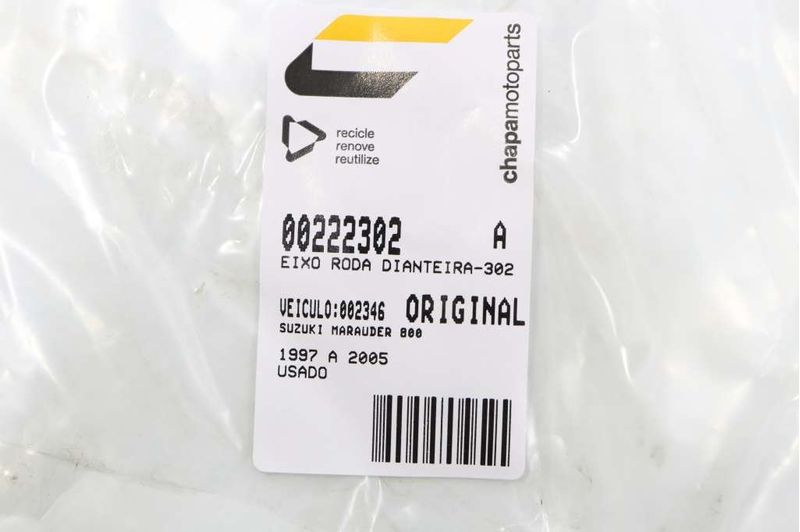 chapamotoparts
recicle
renove
reutilize
00222302 A
EIXO RODA DIANTEIRA-302
VEICULO:002346 ORIGINAL
SUZUKI MARAUDER 800
1997 A 2005
USADO